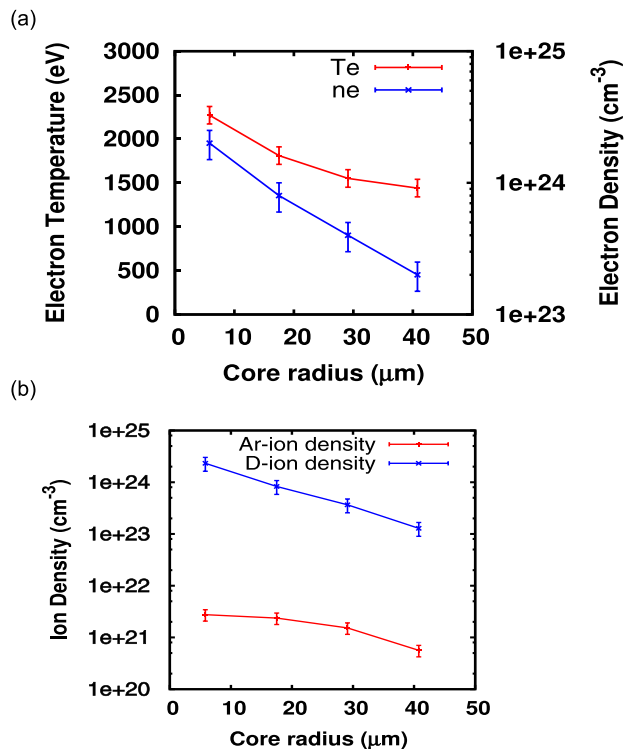 (a)
Electron Temperature (eV)
3000
2500
2000
1500
1000
500
0
Te
ne
1e+25
1e+24
1e+23
Electron Density (cm⁻³)
0 10 20 30 40 50
Core radius (μm)
(b)
Ion Density (cm⁻³)
1e+25
1e+24
1e+23
1e+22
1e+21
1e+20
Ar-ion density
D-ion density
0 10 20 30 40 50
Core radius (μm)